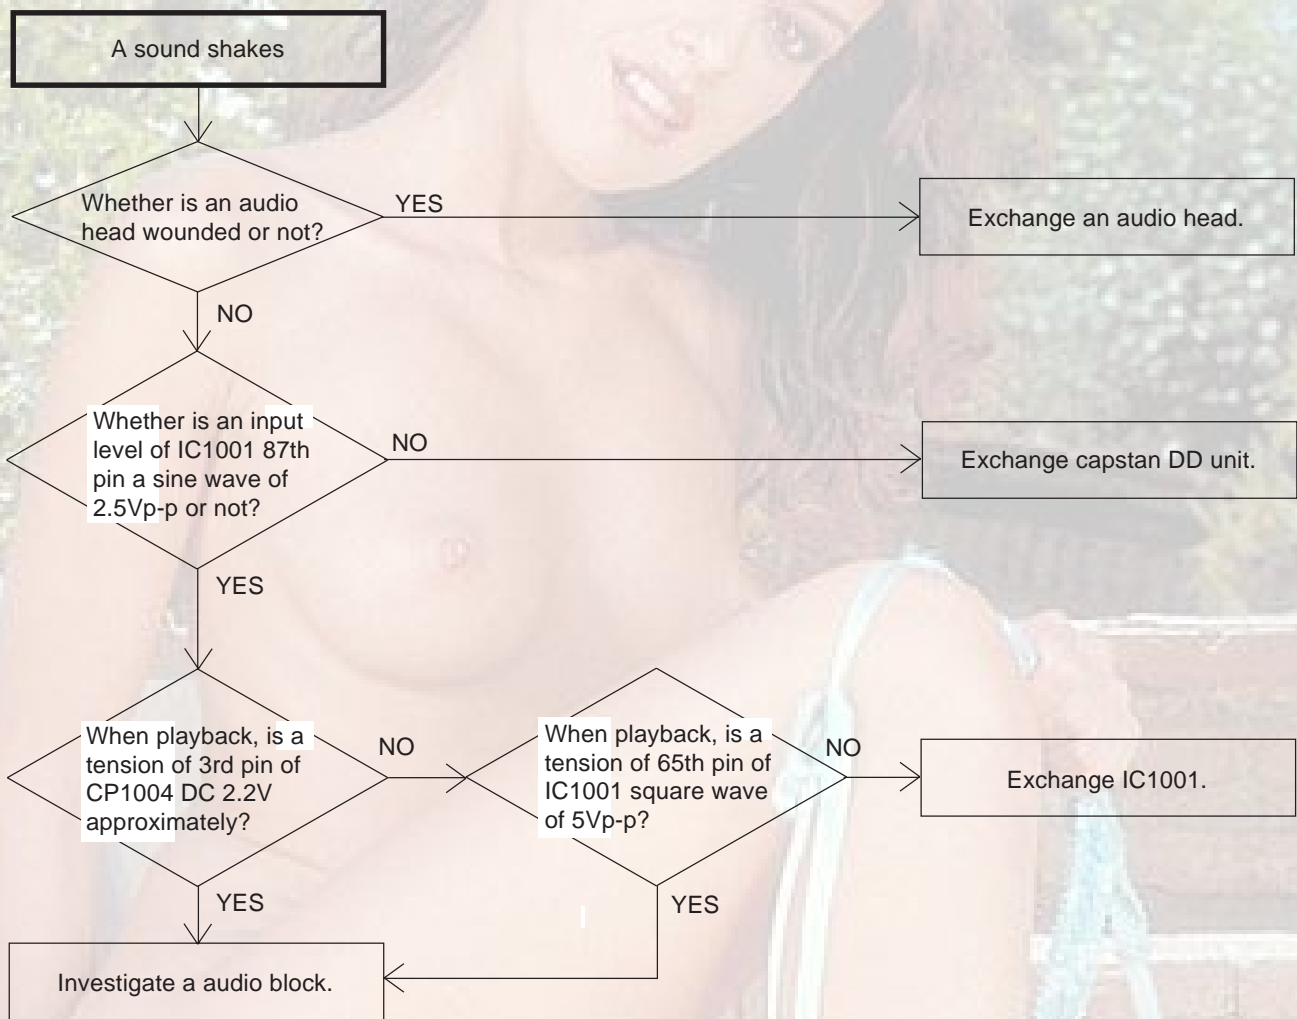 A sound shakes
Whether is an audio
head wounded or not?
YES
Exchange an audio head.
NO
Whether is an input
level of IC1001 87th
pin a sine wave of
2.5Vp-p or not?
NO
Exchange capstan DD unit.
YES
When playback, is a
tension of 3rd pin of
CP1004 DC 2.2V
approximately?
NO
When playback, is a
tension of 65th pin of
IC1001 square wave
of 5Vp-p?
NO
Exchange IC1001.
YES
YES
Investigate a audio block.